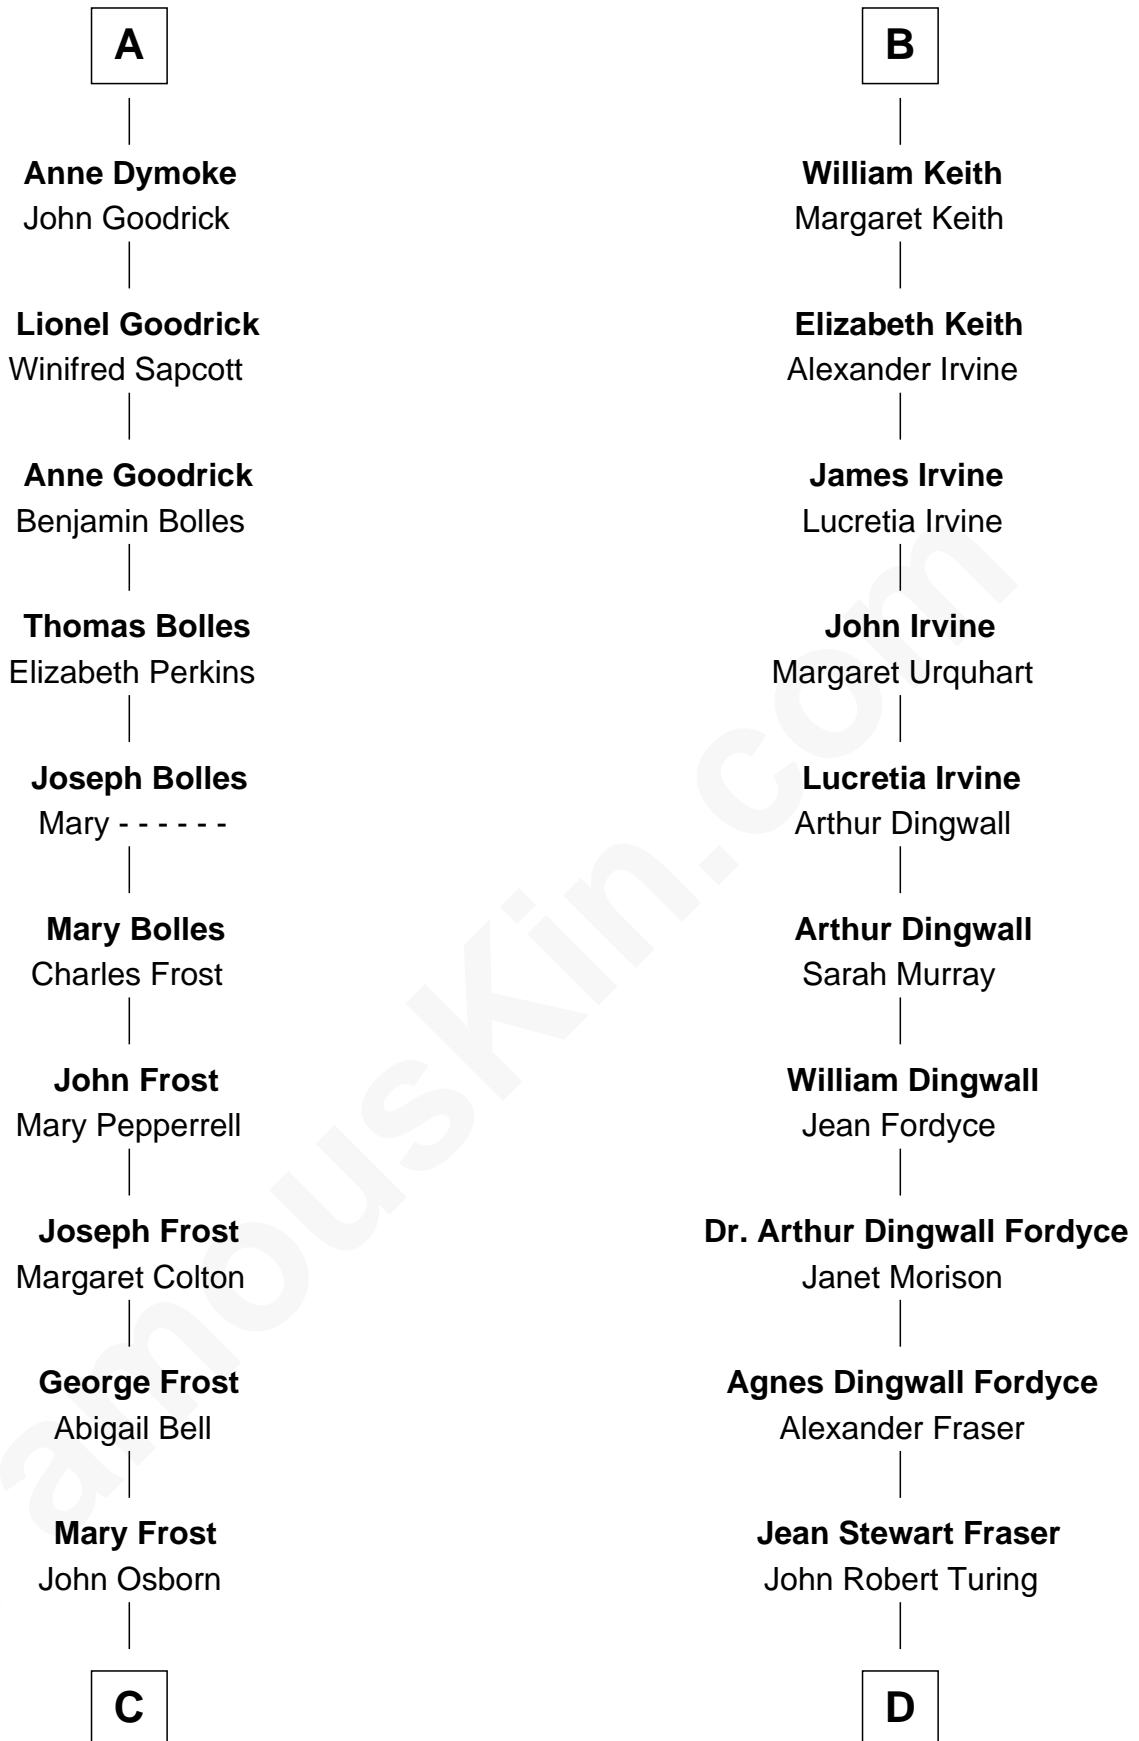 A
Anne Dymoke
John Goodrick
Lionel Goodrick
Winifred Sapcott
Anne Goodrick
Benjamin Bolles
Thomas Bolles
Elizabeth Perkins
Joseph Bolles
Mary - - - - - -
Mary Bolles
Charles Frost
John Frost
Mary Pepperrell
Joseph Frost
Margaret Colton
George Frost
Abigail Bell
Mary Frost
John Osborn
C
B
William Keith
Margaret Keith
Elizabeth Keith
Alexander Irvine
James Irvine
Lucretia Irvine
John Irvine
Margaret Urquhart
Lucretia Irvine
Arthur Dingwall
Arthur Dingwall
Sarah Murray
William Dingwall
Jean Fordyce
Dr. Arthur Dingwall Fordyce
Janet Morison
Agnes Dingwall Fordyce
Alexander Fraser
Jean Stewart Fraser
John Robert Turing
D
amouskin.com